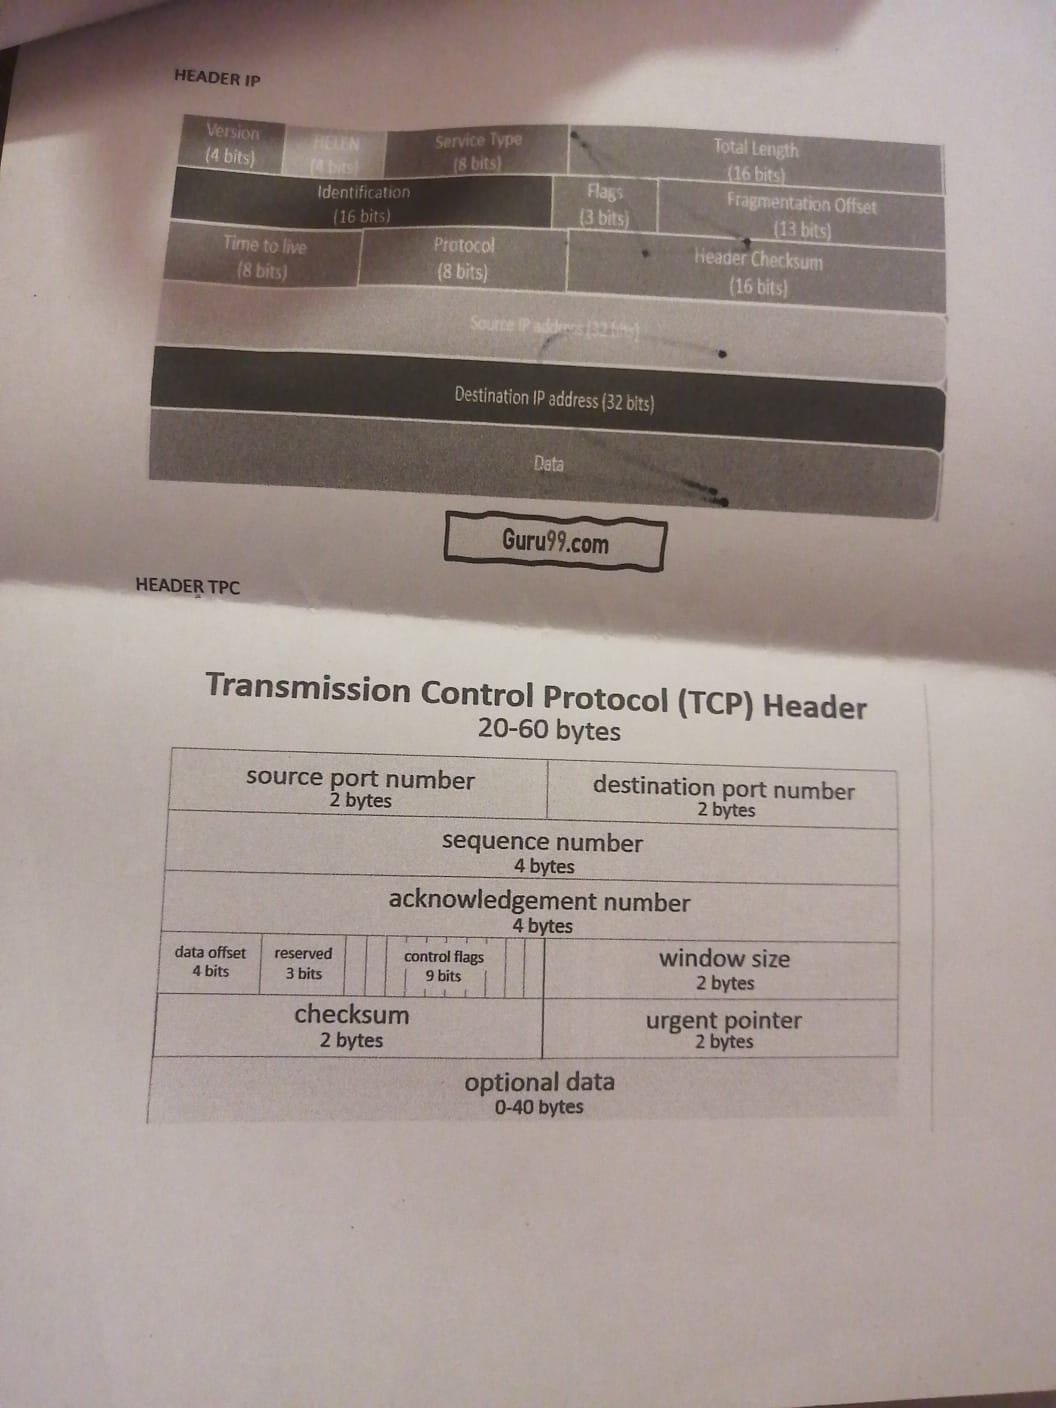 HEADER IP
Version
(4 bits)
HELEN
(4 bits)
Service Type
(8 bits)
Total Length
(16 bits)
Identification
(16 bits)
Flags
(3 bits)
Fragmentation Offset
(13 bits)
Time to live
(8 bits)
Protocol
(8 bits)
Header Checksum
(16 bits)
Source IP address (32 bits)
Destination IP address (32 bits)
Data
Guru99.com
HEADER TPC
Transmission Control Protocol (TCP) Header
20-60 bytes
source port number
2 bytes
destination port number
2 bytes
sequence number
4 bytes
acknowledgement number
4 bytes
data offset
4 bits
reserved
3 bits
control flags
9 bits
window size
2 bytes
checksum
2 bytes
urgent pointer
2 bytes
optional data
0-40 bytes